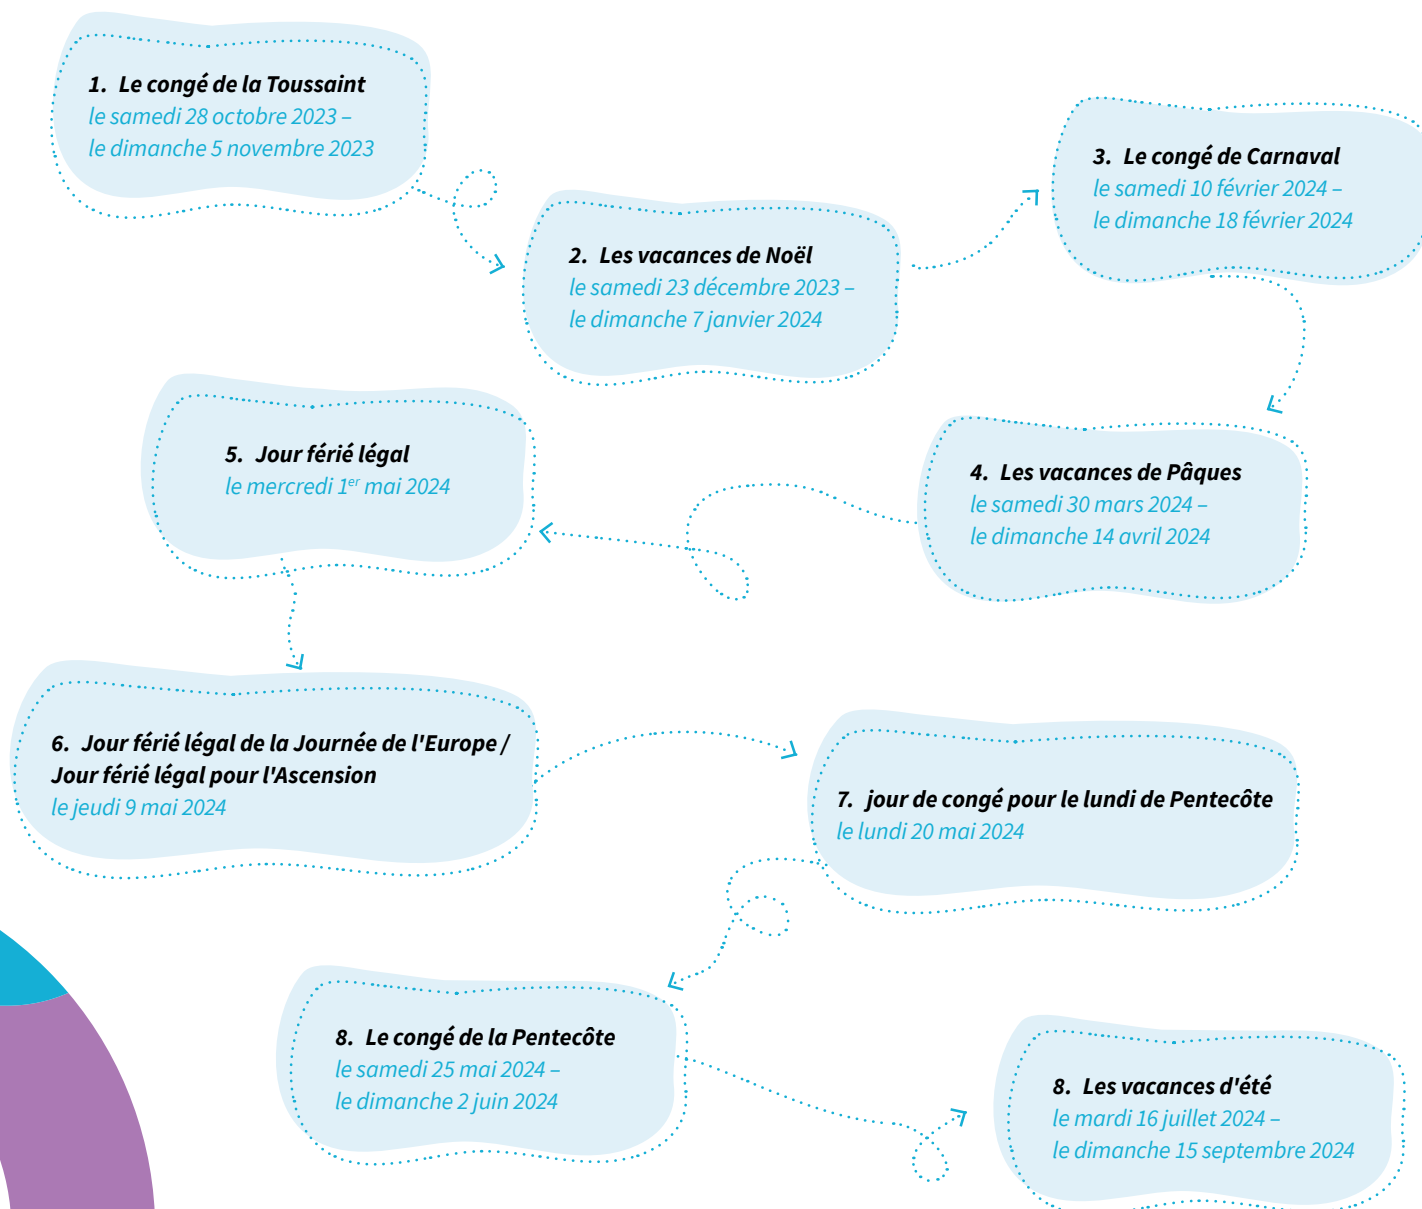 1. Le congé de la Toussaint
le samedi 28 octobre 2023 –
le dimanche 5 novembre 2023
2. Les vacances de Noël
le samedi 23 décembre 2023 –
le dimanche 7 janvier 2024
3. Le congé de Carnaval
le samedi 10 février 2024 –
le dimanche 18 février 2024
4. Les vacances de Pâques
le samedi 30 mars 2024 –
le dimanche 14 avril 2024
5. Jour férié légal
le mercredi 1er mai 2024
6. Jour férié légal de la Journée de l'Europe /
Jour férié légal pour l'Ascension
le jeudi 9 mai 2024
7. jour de congé pour le lundi de Pentecôte
le lundi 20 mai 2024
8. Le congé de la Pentecôte
le samedi 25 mai 2024 –
le dimanche 2 juin 2024
8. Les vacances d'été
le mardi 16 juillet 2024 –
le dimanche 15 septembre 2024